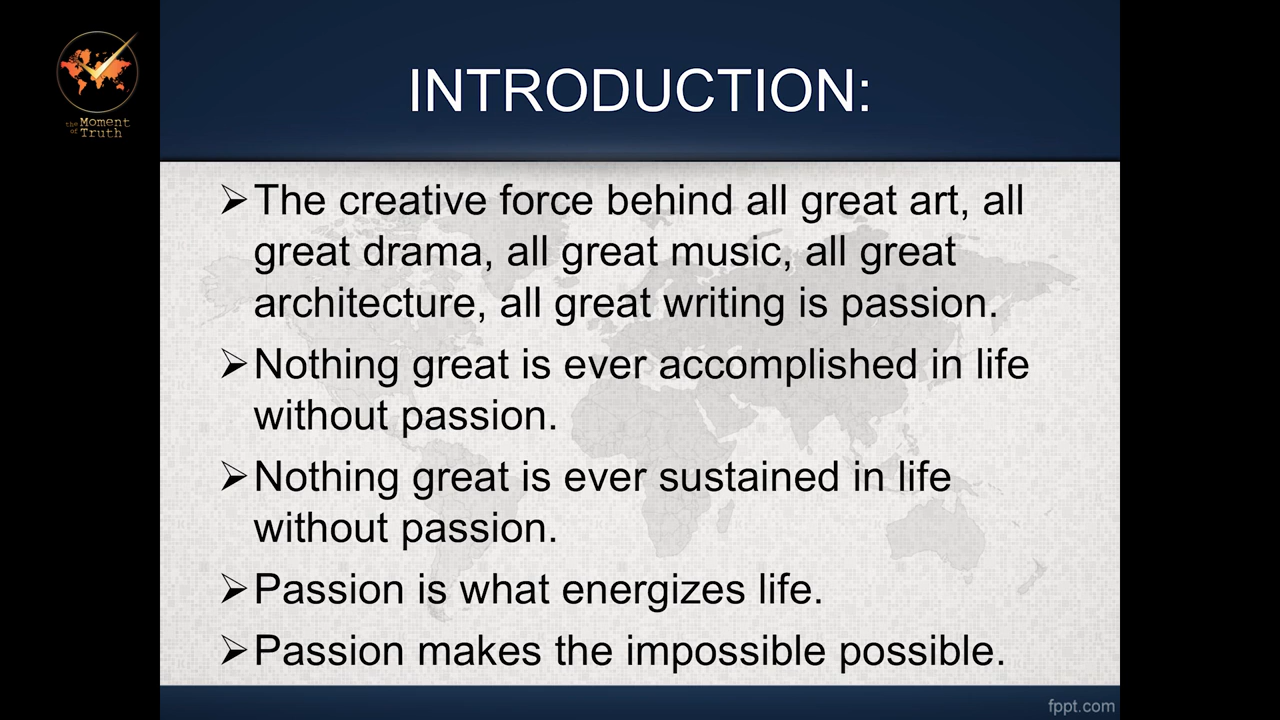 the Moment
of Truth
INTRODUCTION:
➢The creative force behind all great art, all
great drama, all great music, all great
architecture, all great writing is passion.
➢Nothing great is ever accomplished in life
without passion.
➢Nothing great is ever sustained in life
without passion.
➢Passion is what energizes life.
➢Passion makes the impossible possible.
fppt.com